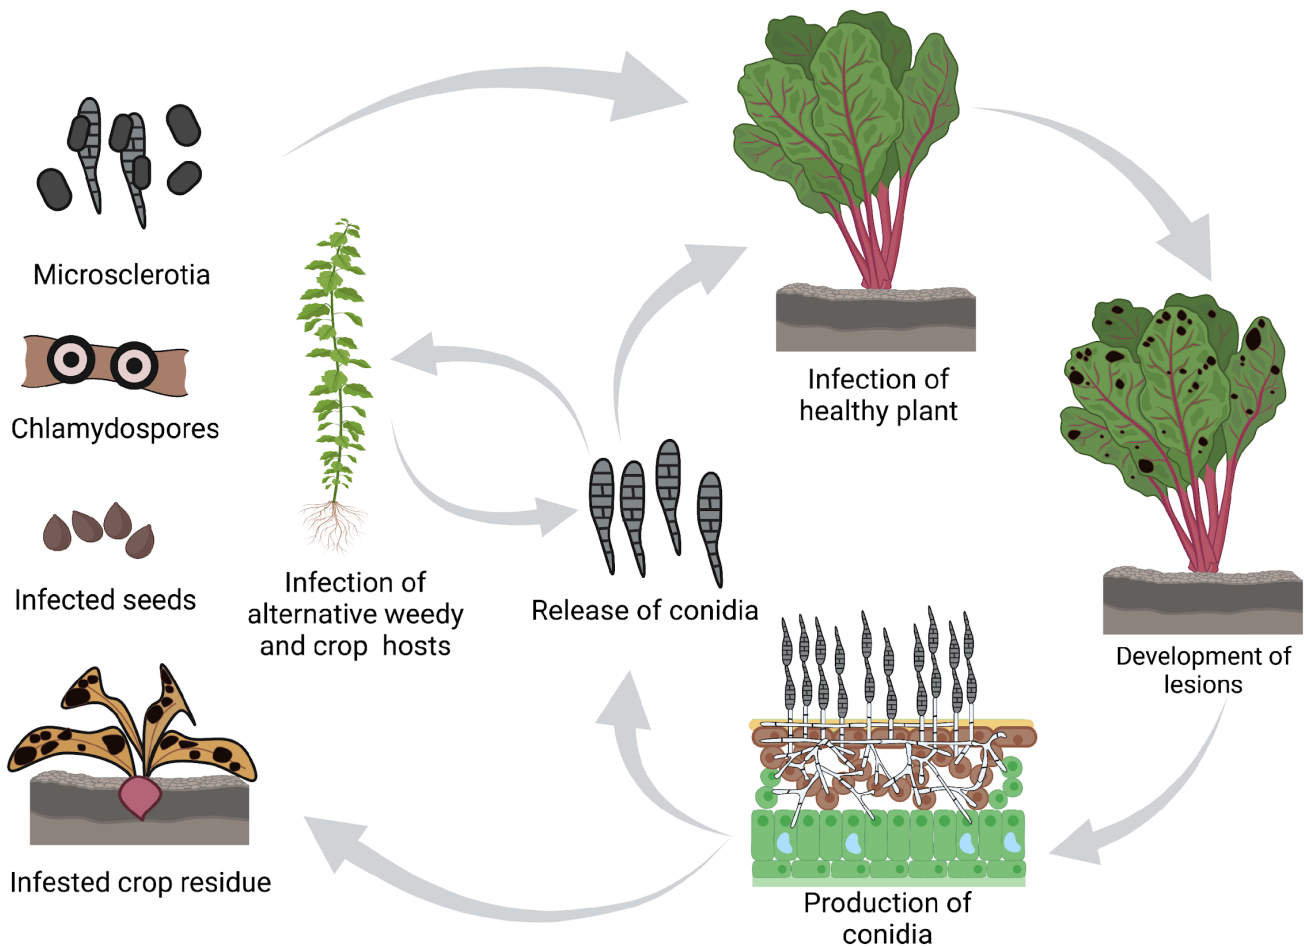 Microsclerotia
Chlamydospores
Infected seeds
Infested crop residue
Infection of
alternative weedy
and crop hosts
Release of conidia
Infection of
healthy plant
Development of
lesions
Production of
conidia